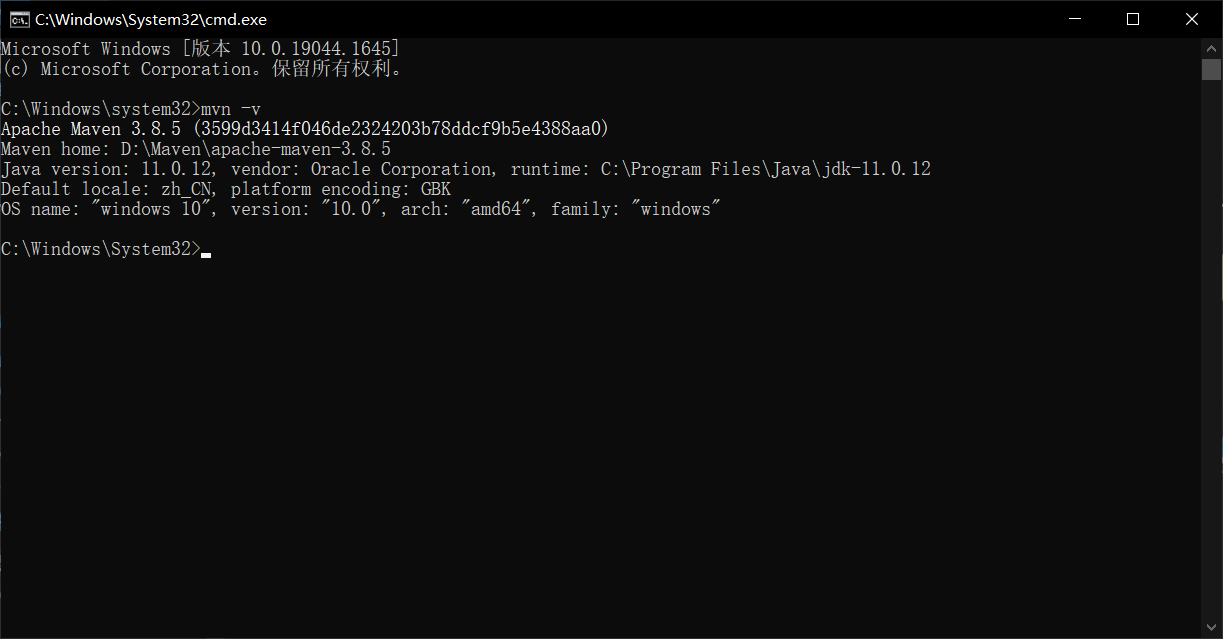 C:\Windows\System32\cmd.exe
Microsoft Windows [版本 10.0.19044.1645]
(c) Microsoft Corporation。保留所有权利。
C:\Windows\system32>mvn -v
Apache Maven 3.8.5 (3599d3414f046de2324203b78ddcf9b5e4388aa0)
Maven home: D:\Maven\apache-maven-3.8.5
Java version: 11.0.12, vendor: Oracle Corporation, runtime: C:\Program Files\Java\jdk-11.0.12
Default locale: zh_CN, platform encoding: GBK
OS name: "windows 10", version: "10.0", arch: "amd64", family: "windows"
C:\Windows\System32>